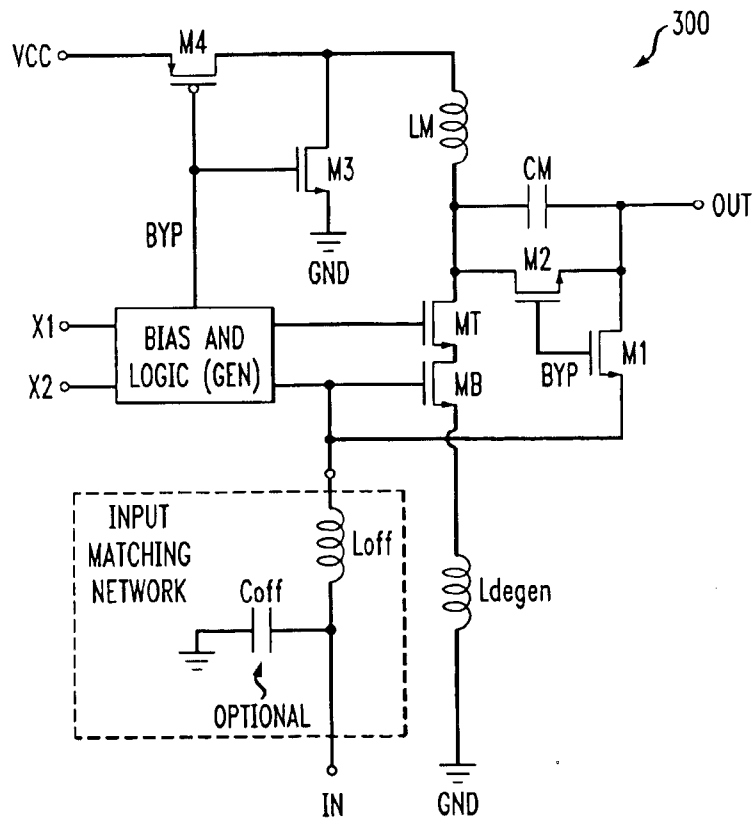 300
M4
VCC
LM
M3
CM
OUT
BYP
GND
M2
X1
BIAS AND
LOGIC (GEN)
X2
MT
MB
BYP
M1
INPUT
MATCHING
NETWORK
Loff
Coff
Ldegen
OPTIONAL
IN
GND